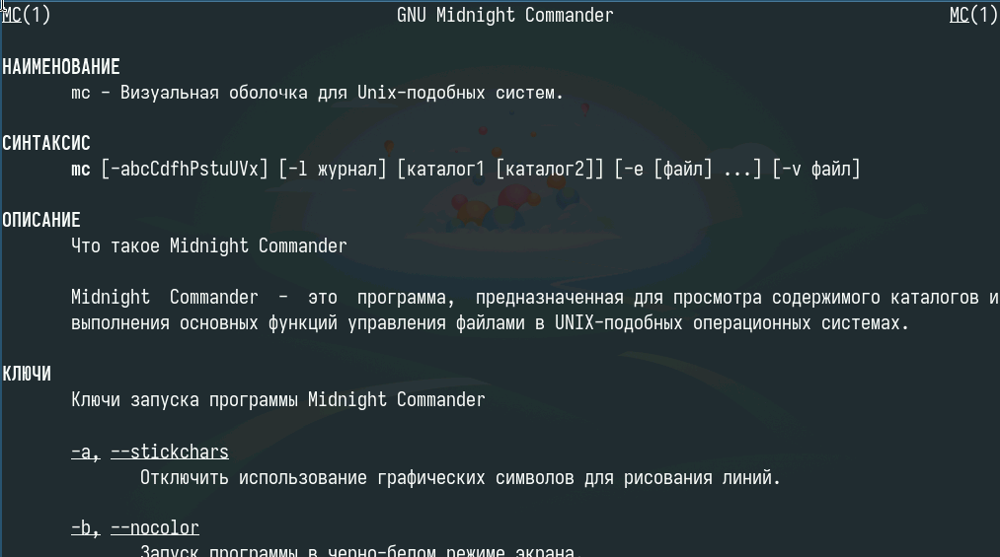 MC(1) GNU Midnight Commander MC(1)
НАИМЕНОВАНИЕ
mc - Визуальная оболочка для Unix-подобных систем.
СИНТАКСИС
mc [-abcCdfhPstuUVx] [-l журнал] [каталог1 [каталог2]] [-e [файл] ...] [-v файл]
ОПИСАНИЕ
Что такое Midnight Commander
Midnight Commander - это программа, предназначенная для просмотра содержимого каталогов и
выполнения основных функций управления файлами в UNIX-подобных операционных системах.
КЛЮЧИ
Ключи запуска программы Midnight Commander
-a, --stickchars
Отключить использование графических символов для рисования линий.
-b, --nocolor
Запуск программы в черно-белом режиме экрана.